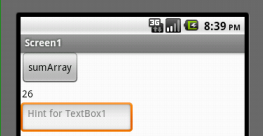 3G 8:39 PM
Screen1
sumArray
26
Hint for TextBox1